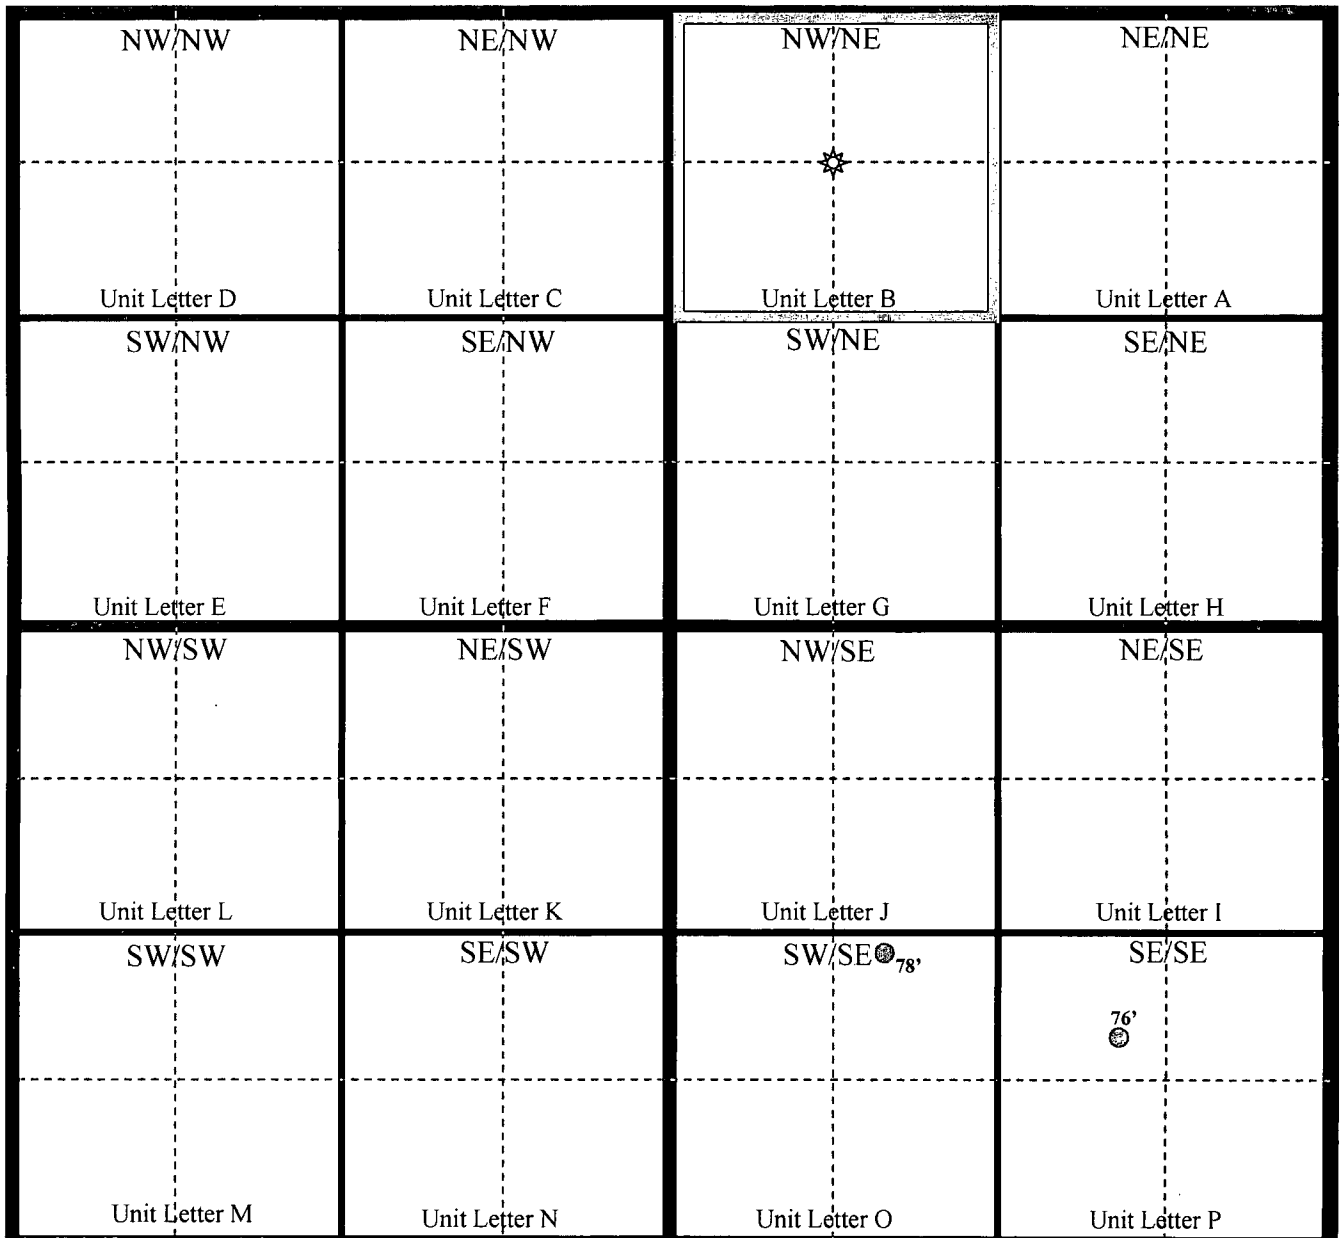 NW/NW NE/NW NW/NE NE/NE
Unit Letter D Unit Letter C Unit Letter B Unit Letter A
SW/NW SE/NW SW/NE SE/NE
Unit Letter E Unit Letter F Unit Letter G Unit Letter H
NW/SW NE/SW NW/SE NE/SE
Unit Letter L Unit Letter K Unit Letter J Unit Letter I
SW/SW SE/SW SW/SE 78' SE/SE
76'
Unit Letter M Unit Letter N Unit Letter O Unit Letter P